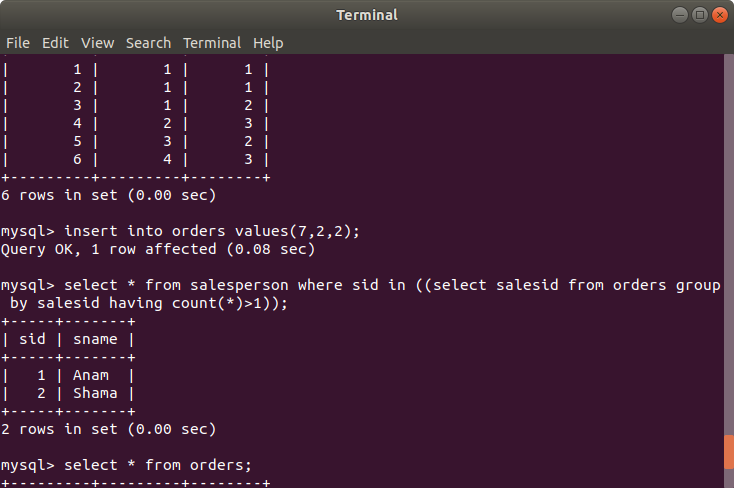 Terminal
File Edit View Search Terminal Help
|       1 |       1 |      1 |
|       2 |       1 |      1 |
|       3 |       1 |      2 |
|       4 |       2 |      3 |
|       5 |       3 |      2 |
|       6 |       4 |      3 |
+---------+---------+--------+
6 rows in set (0.00 sec)
mysql> insert into orders values(7,2,2);
Query OK, 1 row affected (0.08 sec)
mysql> select * from salesperson where sid in ((select salesid from orders group
 by salesid having count(*)>1));
+-----+-------+
| sid | sname |
+-----+-------+
|   1 | Anam  |
|   2 | Shama |
+-----+-------+
2 rows in set (0.00 sec)
mysql> select * from orders;
+---------+---------+--------+